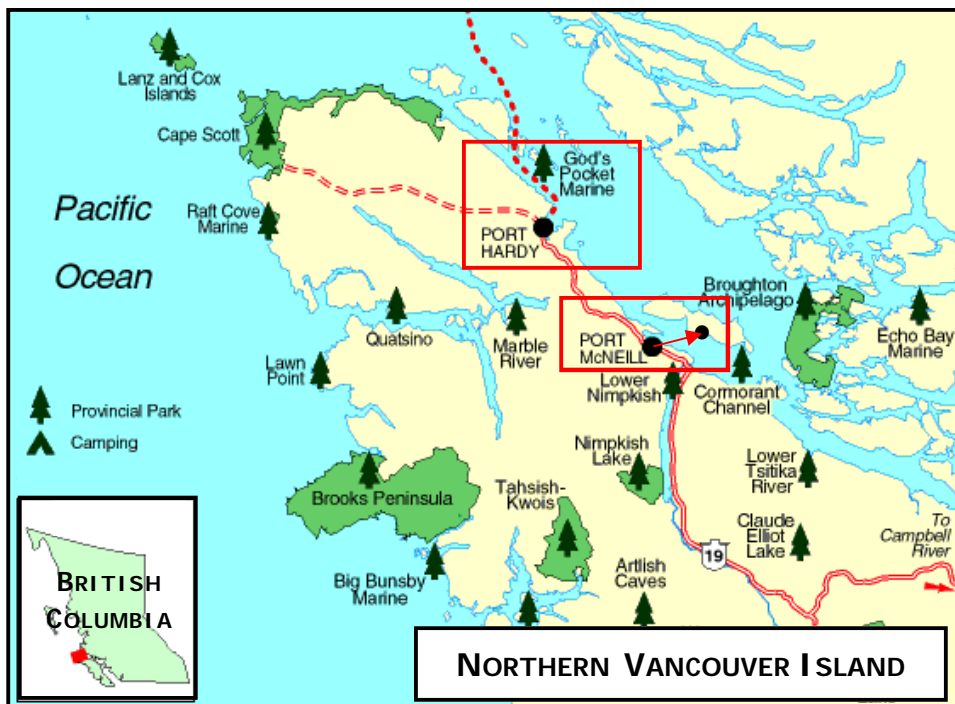 Lanz and Cox
Islands
Cape Scott
God's
Pocket
Marine
Pacific
Ocean
Raft Cove
Marine
PORT
HARDY
Broughton
Archipelago
Echo Bay
Marine
Quatsino
Marble
River
PORT
McNEILL
Lawn
Point
Lower
Nimpkish
Cormorant
Channel
Provincial Park
Camping
Nimpkish
Lake
Lower
Tsitika
River
Brooks Peninsula
Tahsish-
Kwois
Claude
Elliot
Lake
To
Campbell
River
19
Big Bunsby
Marine
Artlish
Caves
BRITISH
COLUMBIA
NORTHERN VANCOUVER ISLAND